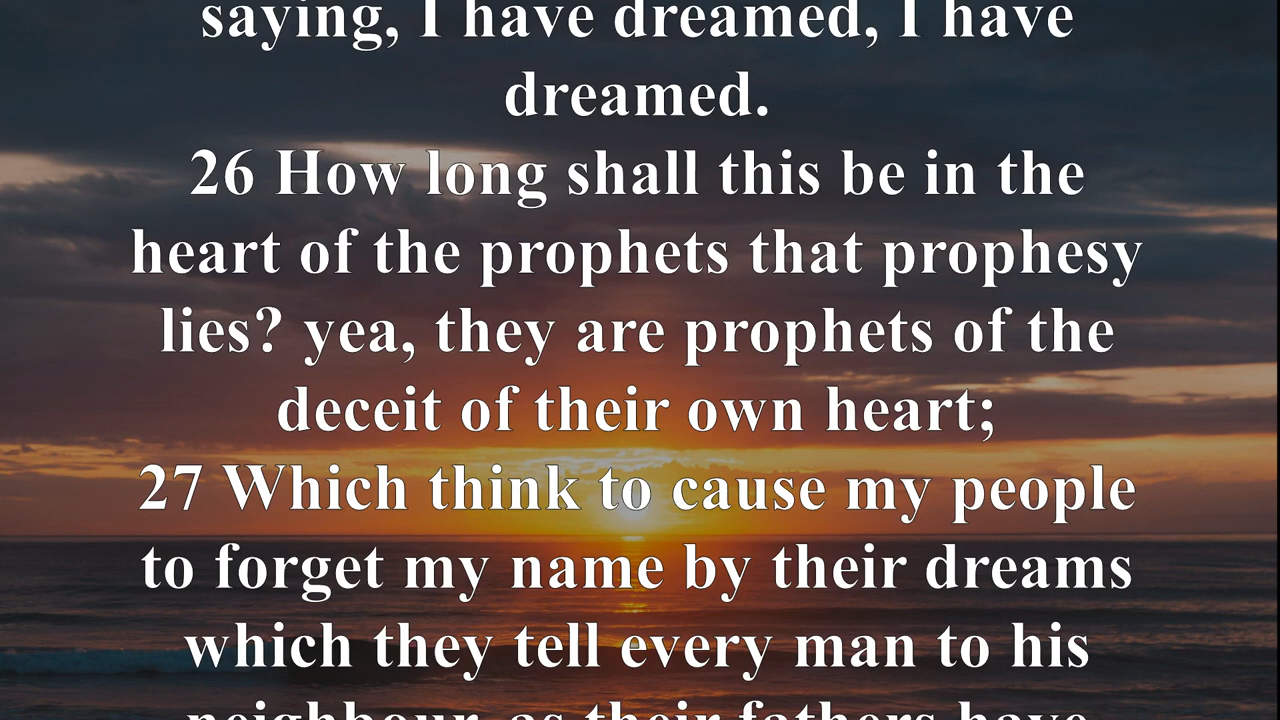 saying, I have dreamed, I have
dreamed.
26 How long shall this be in the
heart of the prophets that prophesy
lies? yea, they are prophets of the
deceit of their own heart;
27 Which think to cause my people
to forget my name by their dreams
which they tell every man to his
neighbour, as their fathers have